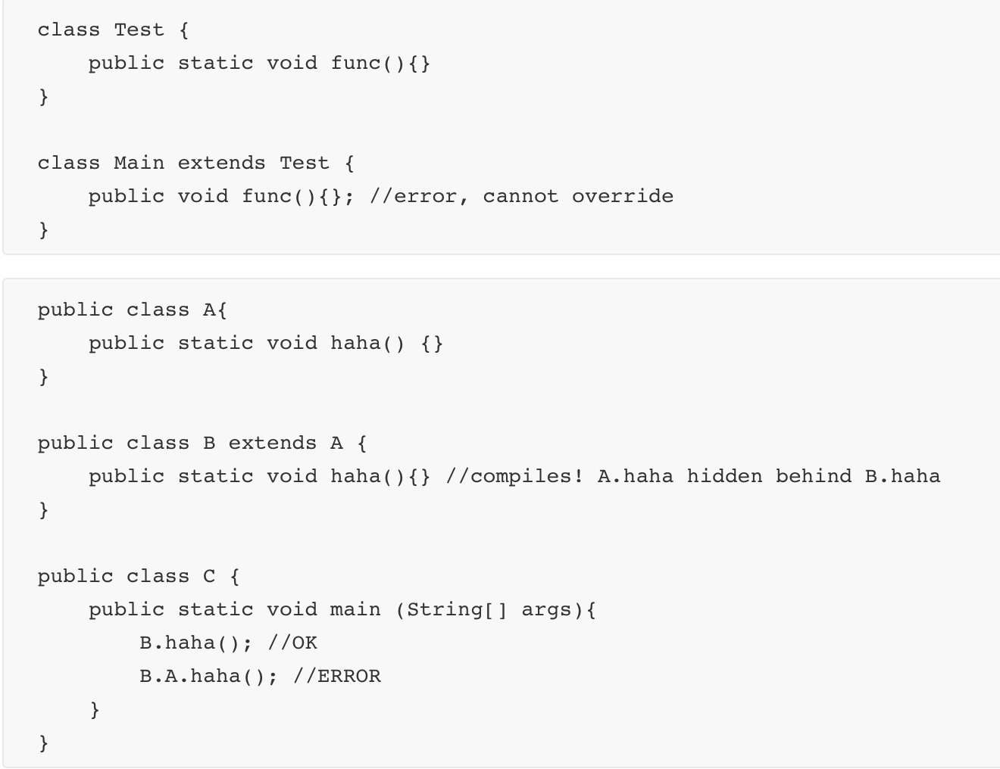 class Test {
    public static void func(){}
}
class Main extends Test {
    public void func(){}; //error, cannot override
}
public class A{
    public static void haha() {}
}
public class B extends A {
    public static void haha(){} //compiles! A.haha hidden behind B.haha
}
public class C {
    public static void main (String[] args){
        B.haha(); //OK
        B.A.haha(); //ERROR
    }
}